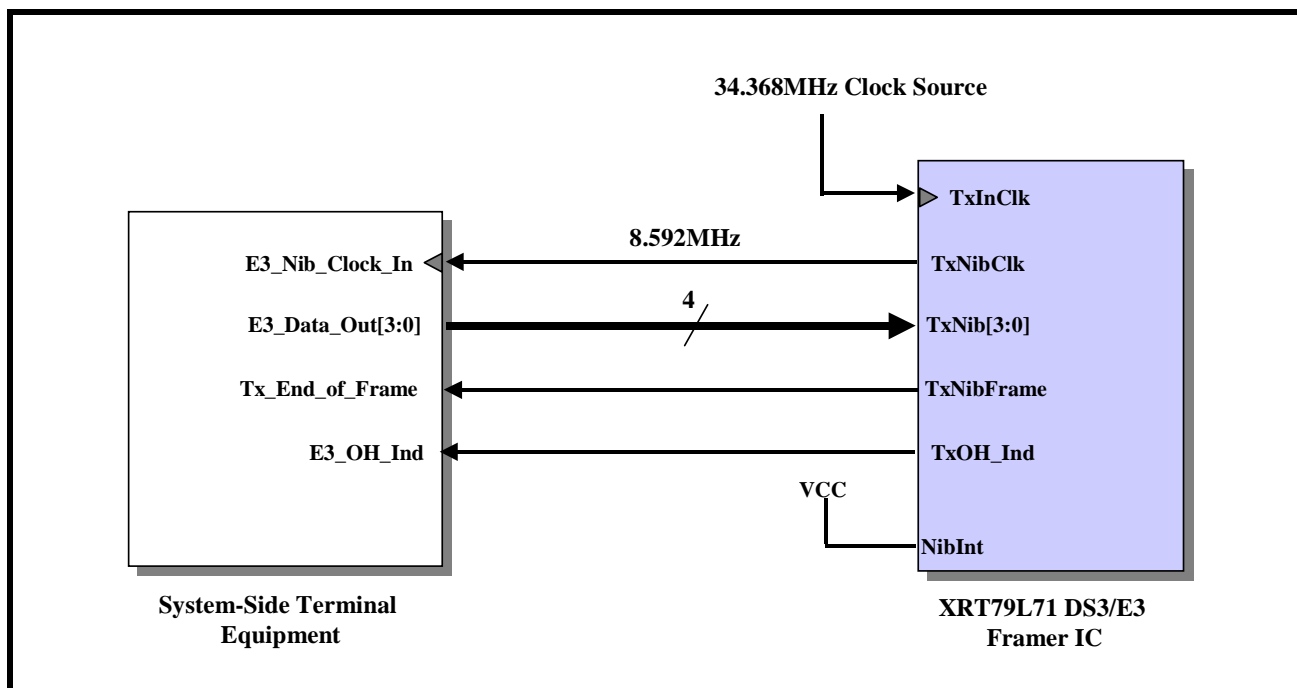 34.368MHz Clock Source
TxInClk
8.592MHz
E3_Nib_Clock_In
TxNibClk
4
E3_Data_Out[3:0]
TxNib[3:0]
Tx_End_of_Frame
TxNibFrame
E3_OH_Ind
TxOH_Ind
VCC
NibInt
System-Side Terminal
Equipment
XRT79L71 DS3/E3
Framer IC